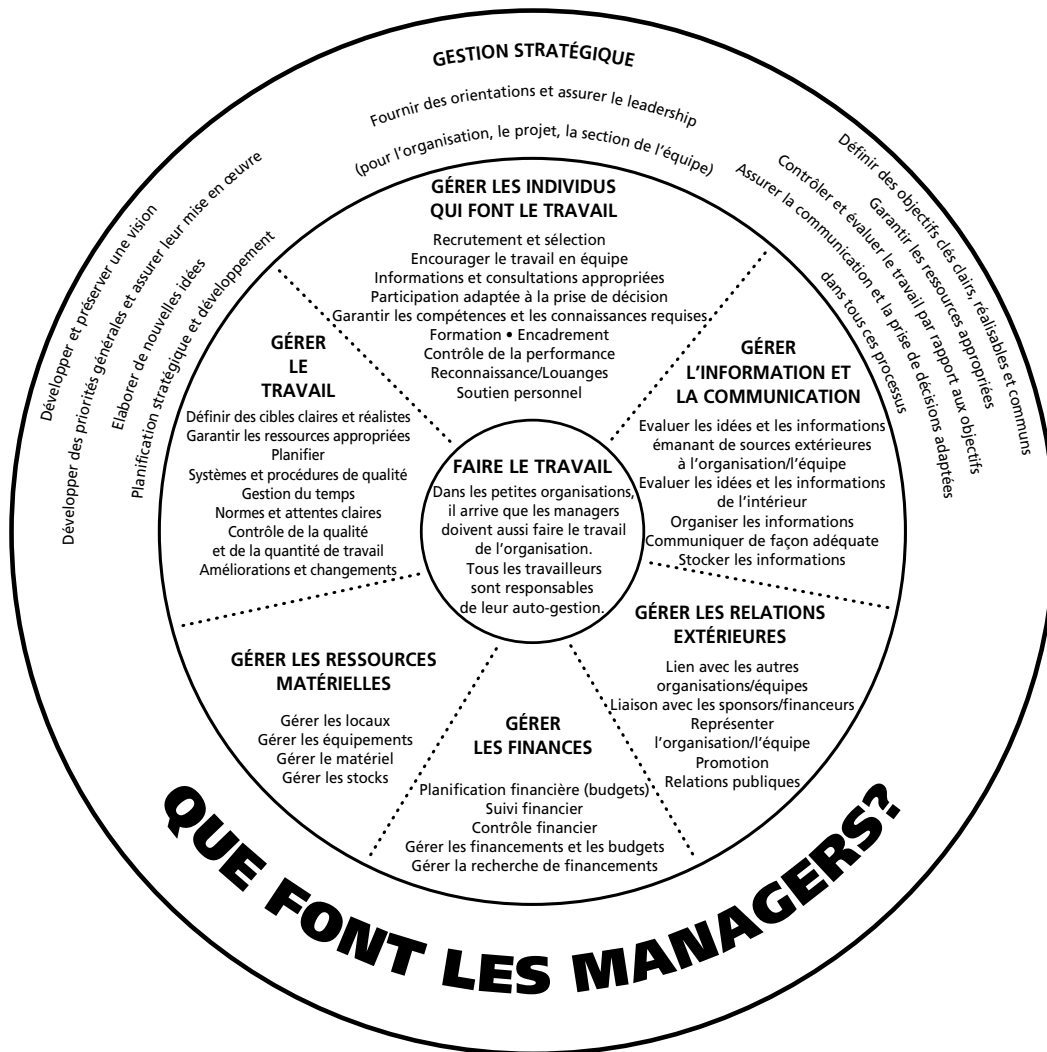 GESTION STRATÉGIQUE
Fournir des orientations et assurer le leadership
(pour l'organisation, le projet, la section de l'équipe)
Développer et préserver une vision
Développer des priorités générales et assurer leur mise en œuvre
Elaborer de nouvelles idées
Planification stratégique et développement
Définir des objectifs clés clairs, réalisables et communs
Garantir les ressources appropriées
Contrôler et évaluer le travail par rapport aux objectifs
Assurer la communication et la prise de décisions adaptées
dans tous ces processus
GÉRER LES INDIVIDUS
QUI FONT LE TRAVAIL
Recrutement et sélection
Encourager le travail en équipe
Informations et consultations appropriées
Participation adaptée à la prise de décision
Garantir les compétences et les connaissances requises
Formation • Encadrement
Contrôle de la performance
Reconnaissance/Louanges
Soutien personnel
GÉRER
LE
TRAVAIL
Définir des cibles claires et réalistes
Garantir les ressources appropriées
Planifier
Systèmes et procédures de qualité
Gestion du temps
Normes et attentes claires
Contrôle de la qualité
et de la quantité de travail
Améliorations et changements
GÉRER
L'INFORMATION ET
LA COMMUNICATION
Evaluer les idées et les informations
émanant de sources extérieures
à l'organisation/l'équipe
Evaluer les idées et les informations
de l'intérieur
Organiser les informations
Communiquer de façon adéquate
Stocker les informations
FAIRE LE TRAVAIL
Dans les petites organisations,
il arrive que les managers
doivent aussi faire le travail
de l'organisation.
Tous les travailleurs
sont responsables
de leur auto-gestion.
GÉRER LES RESSOURCES
MATÉRIELLES
Gérer les locaux
Gérer les équipements
Gérer le matériel
Gérer les stocks
GÉRER
LES FINANCES
Planification financière (budgets)
Suivi financier
Contrôle financier
Gérer les financements et les budgets
Gérer la recherche de financements
GÉRER LES RELATIONS
EXTÉRIEURES
Lien avec les autres
organisations/équipes
Liaison avec les sponsors/financeurs
Représenter
l'organisation/l'équipe
Promotion
Relations publiques
QUE FONT LES MANAGERS?